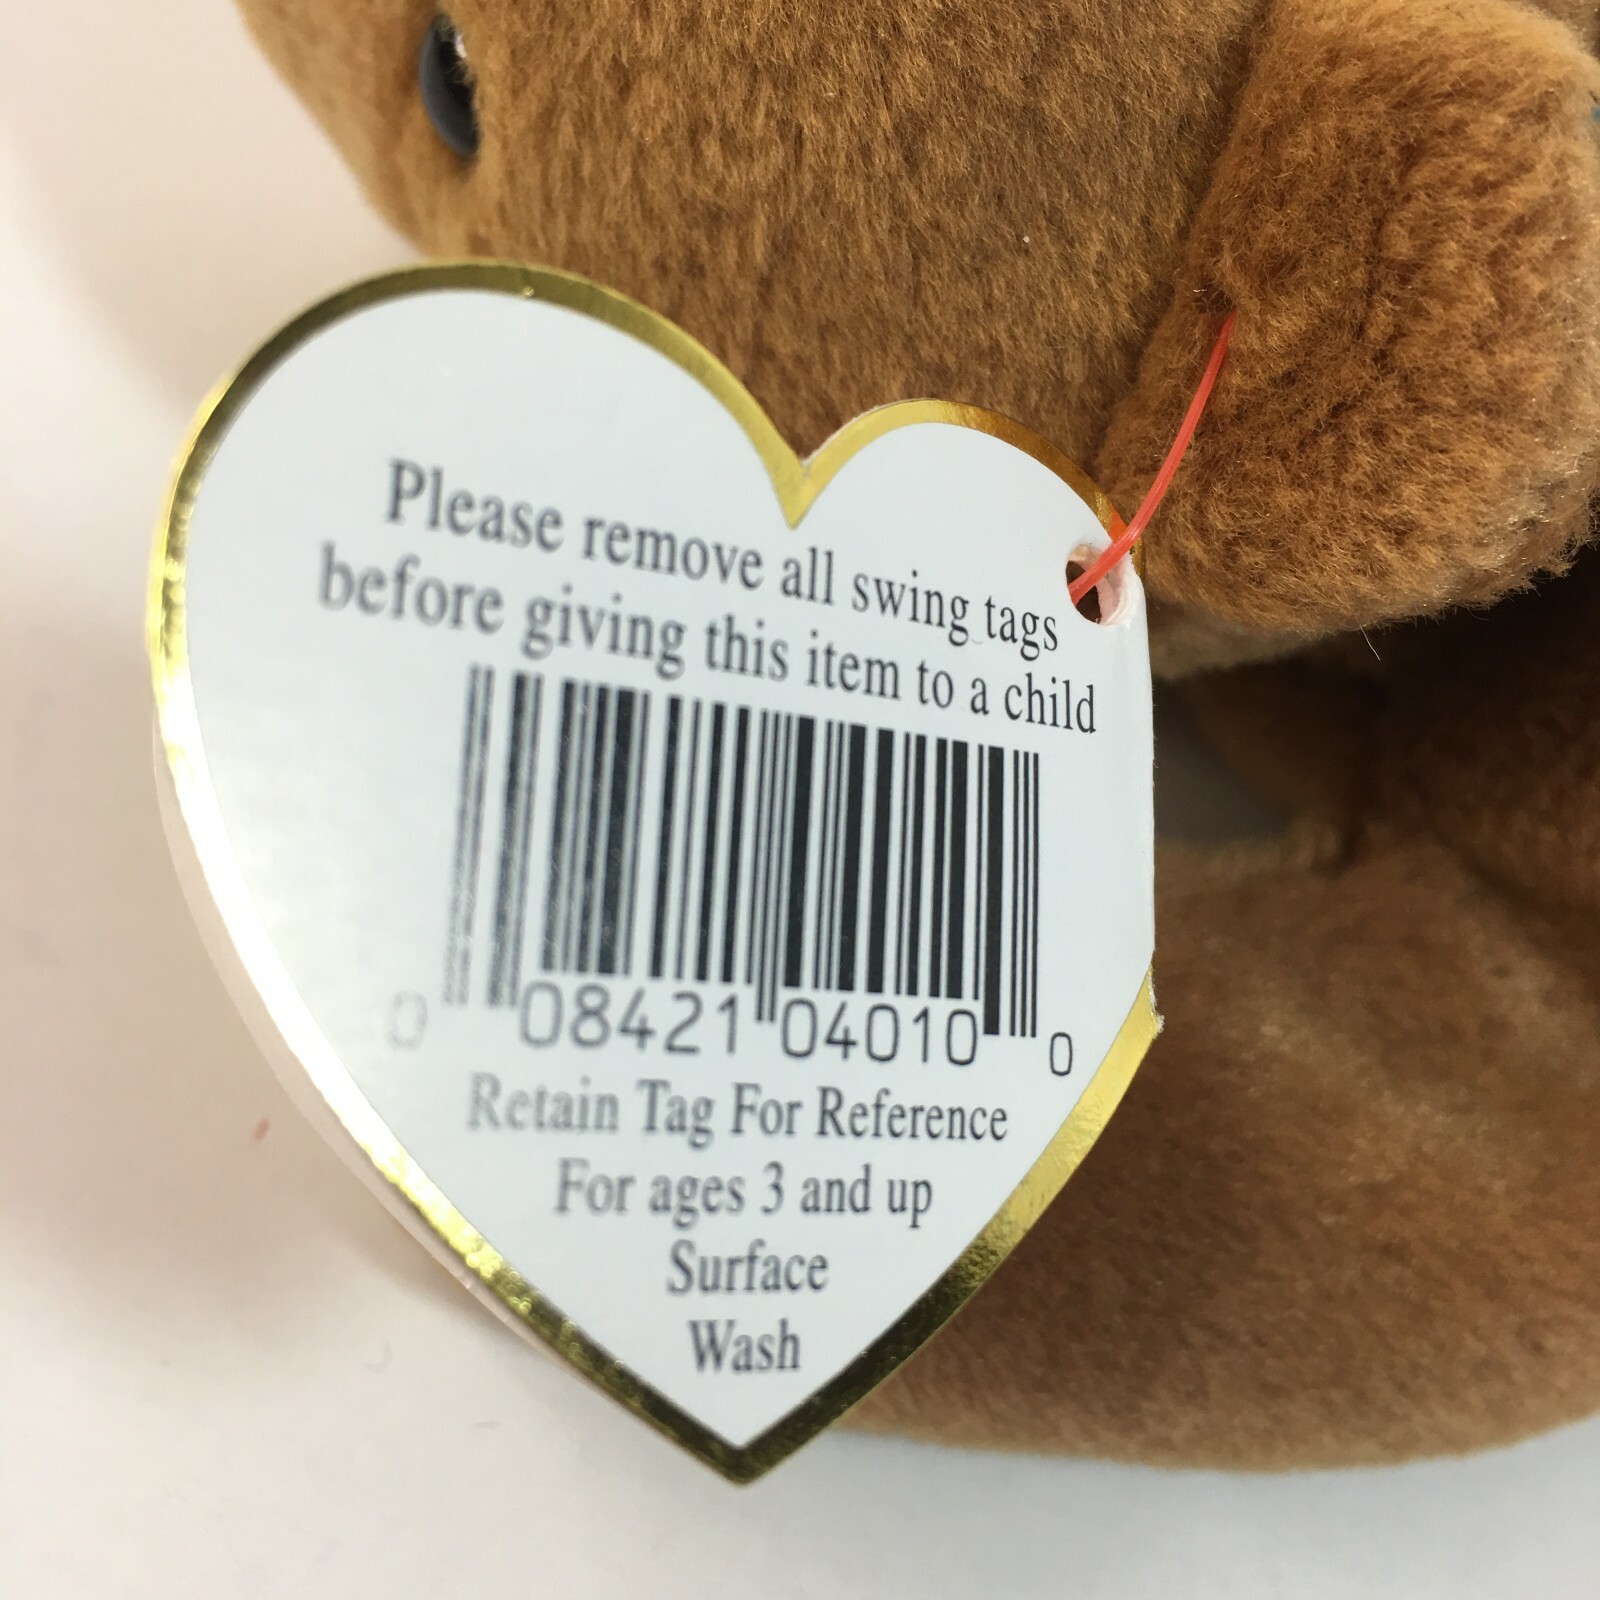 Please remove all swing tags
before giving this item to a child
0 08421 04010 0
Retain Tag For Reference
For ages 3 and up
Surface
Wash